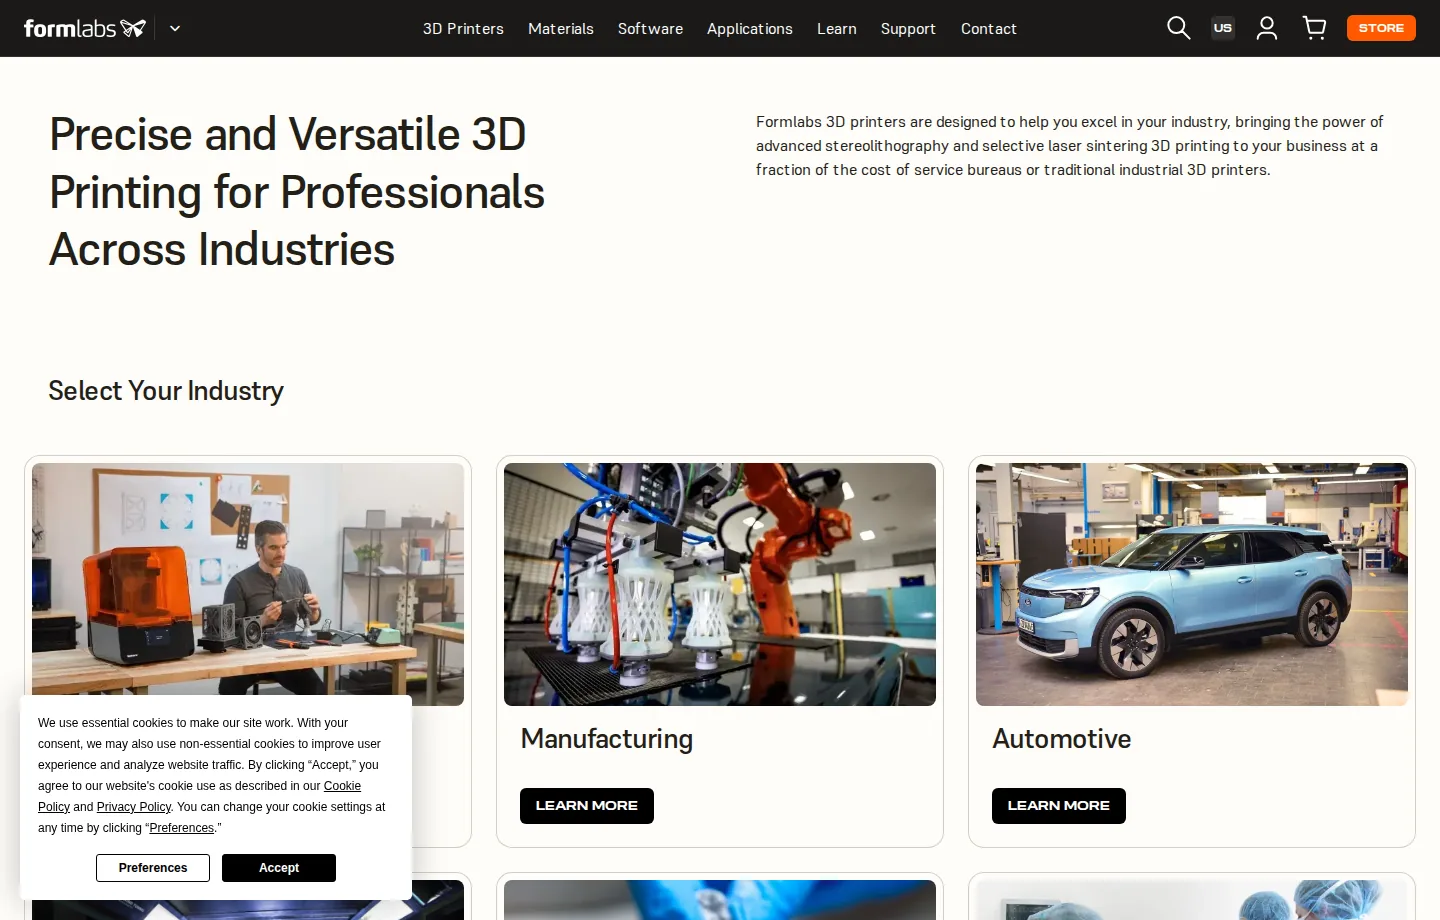 formlabs
3D Printers Materials Software Applications Learn Support Contact
US
STORE
Precise and Versatile 3D
Printing for Professionals
Across Industries
Formlabs 3D printers are designed to help you excel in your industry, bringing the power of
advanced stereolithography and selective laser sintering 3D printing to your business at a
fraction of the cost of service bureaus or traditional industrial 3D printers.
Select Your Industry
Manufacturing
LEARN MORE
Automotive
LEARN MORE
We use essential cookies to make our site work. With your
consent, we may also use non-essential cookies to improve user
experience and analyze website traffic. By clicking “Accept,” you
agree to our website's cookie use as described in our Cookie
Policy and Privacy Policy. You can change your cookie settings at
any time by clicking “Preferences.”
Preferences
Accept